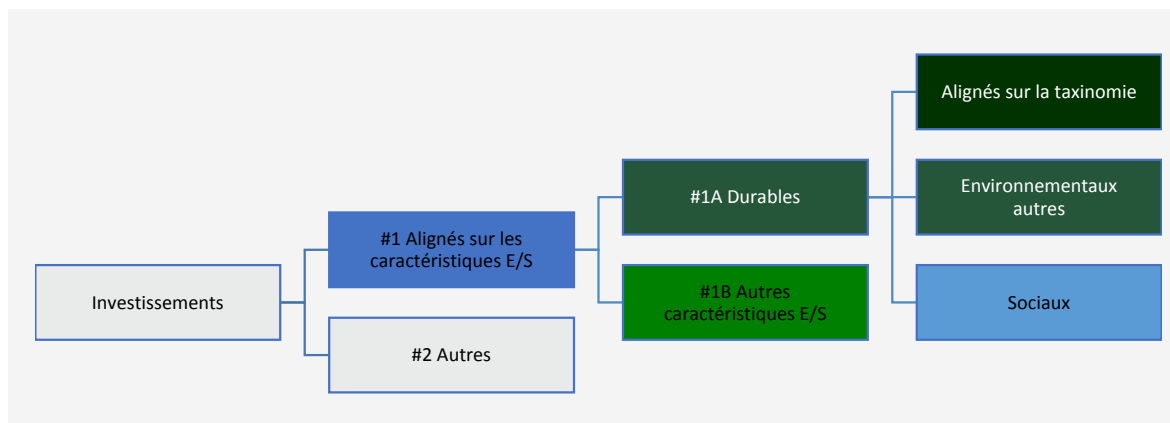 Investissements
#1 Alignés sur les
caractéristiques E/S
#2 Autres
#1A Durables
#1B Autres
caractéristiques E/S
Alignés sur la taxinomie
Environnementaux
autres
Sociaux